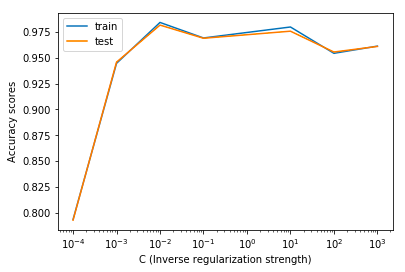 train
test
0.975
0.950
0.925
0.900
0.875
0.850
0.825
0.800
Accuracy scores
10⁻⁴ 10⁻³ 10⁻² 10⁻¹ 10⁰ 10¹ 10² 10³
C (Inverse regularization strength)